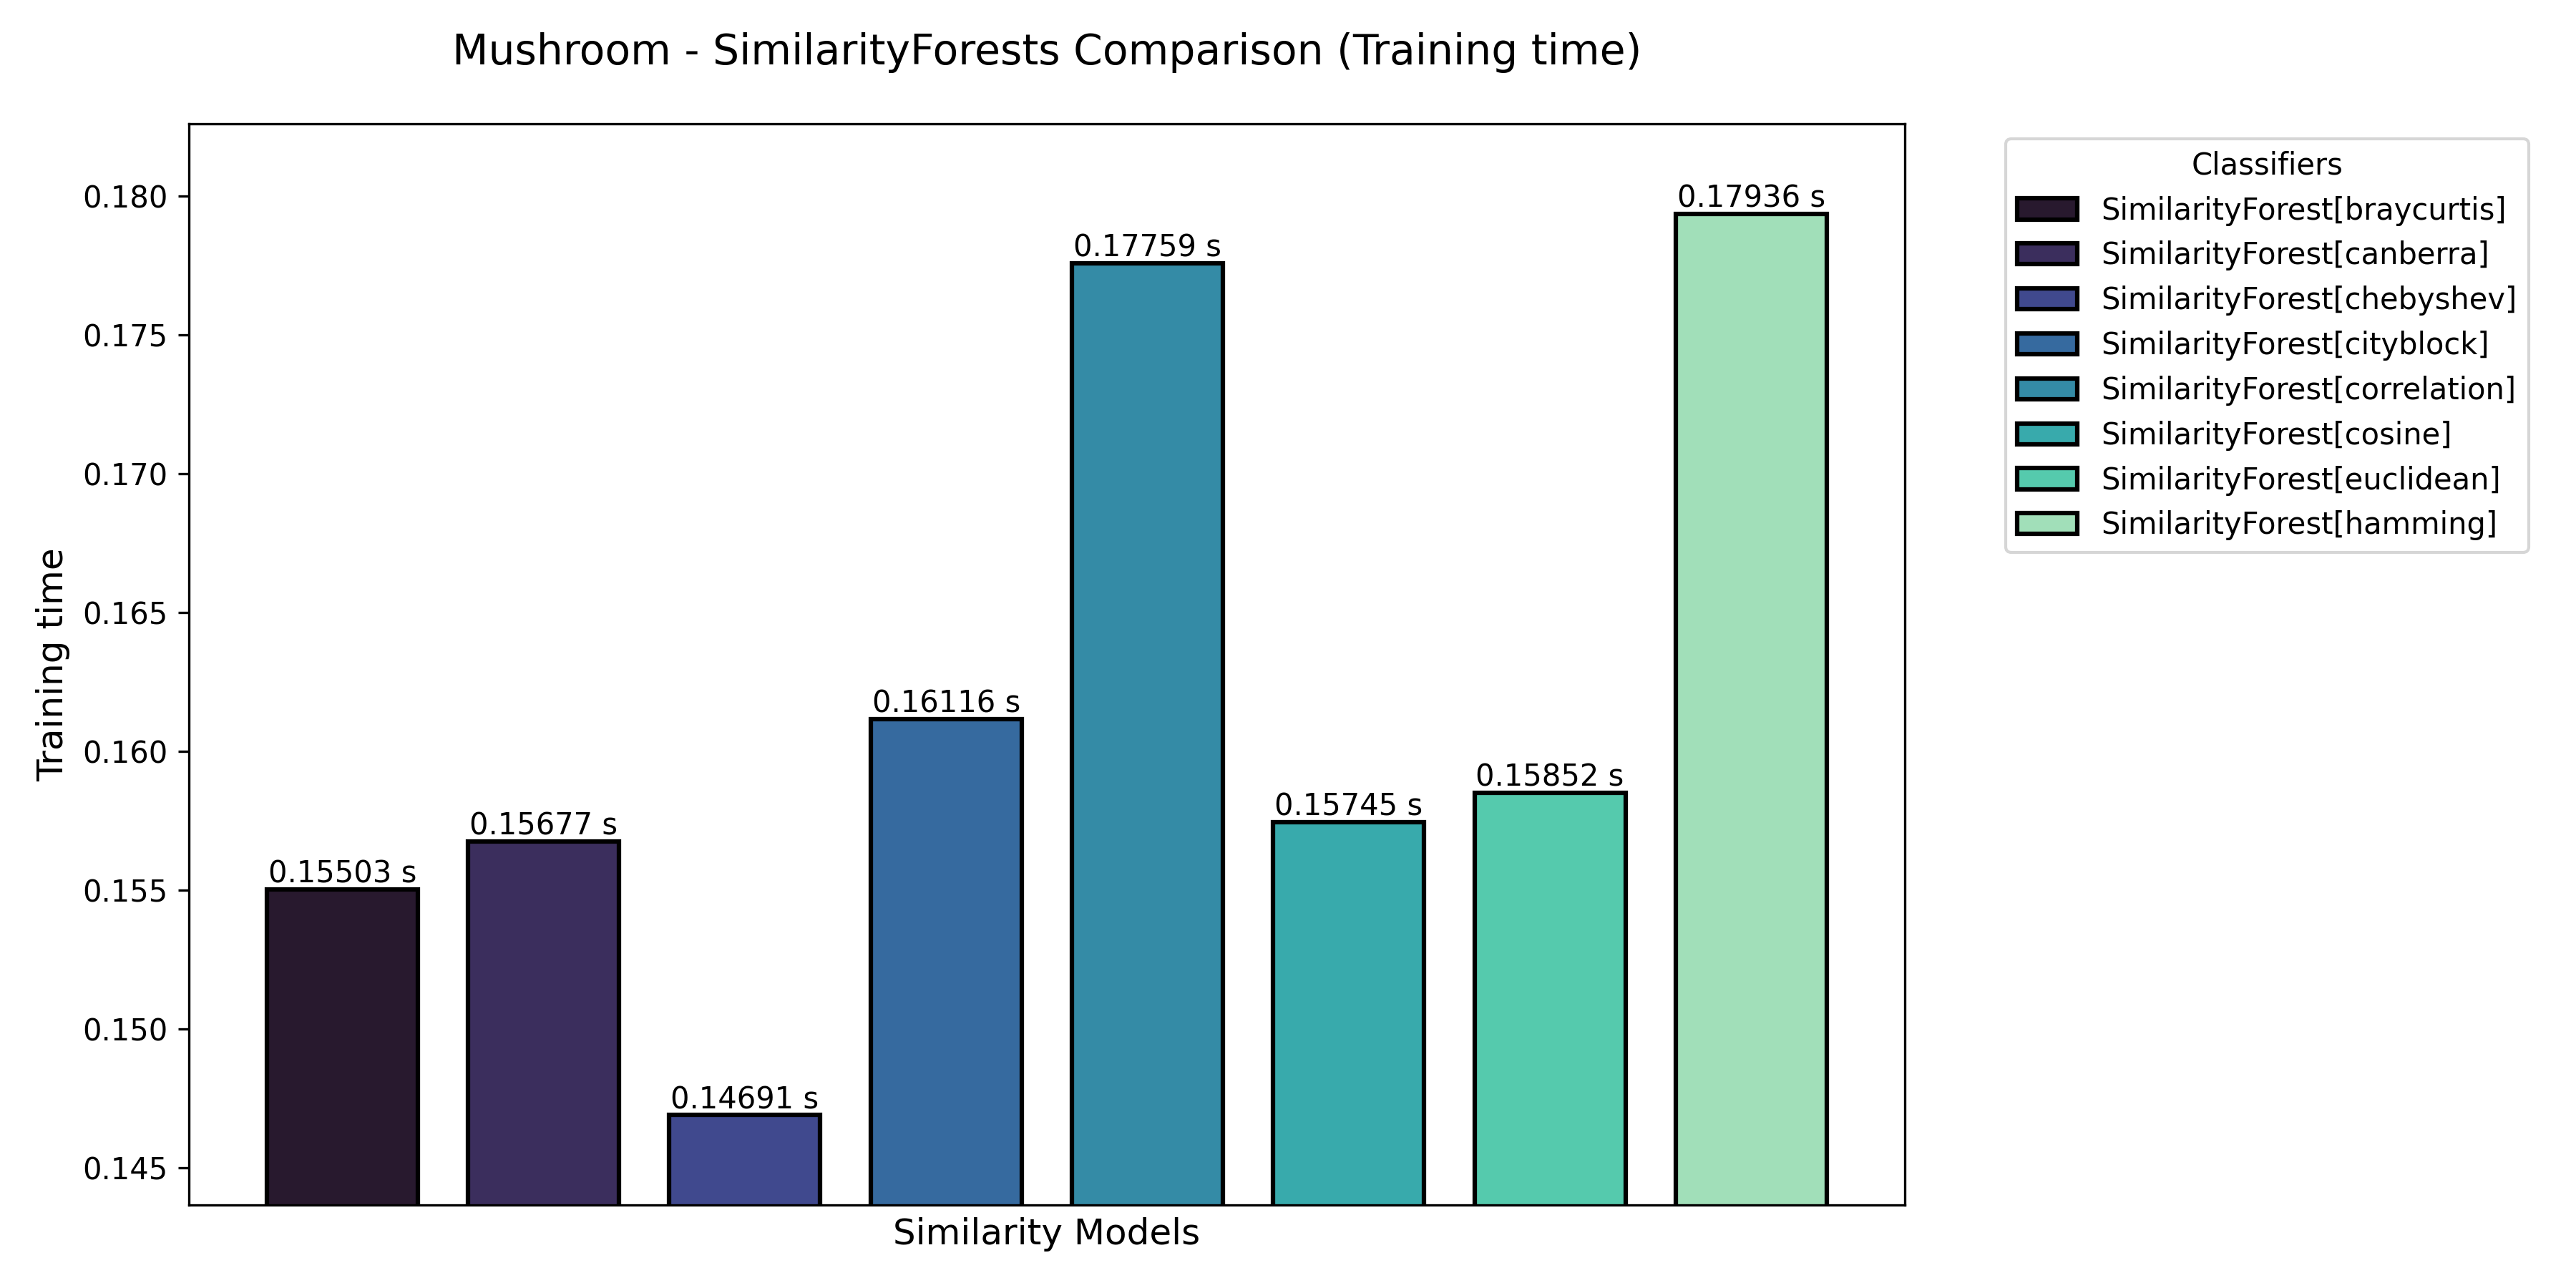 Mushroom - SimilarityForests Comparison (Training time)
Training time
0.180
0.175
0.170
0.165
0.160
0.155
0.150
0.145
0.15503 s
0.15677 s
0.14691 s
0.16116 s
0.17759 s
0.15745 s
0.15852 s
0.17936 s
Similarity Models
Classifiers
SimilarityForest[braycurtis]
SimilarityForest[canberra]
SimilarityForest[chebyshev]
SimilarityForest[cityblock]
SimilarityForest[correlation]
SimilarityForest[cosine]
SimilarityForest[euclidean]
SimilarityForest[hamming]